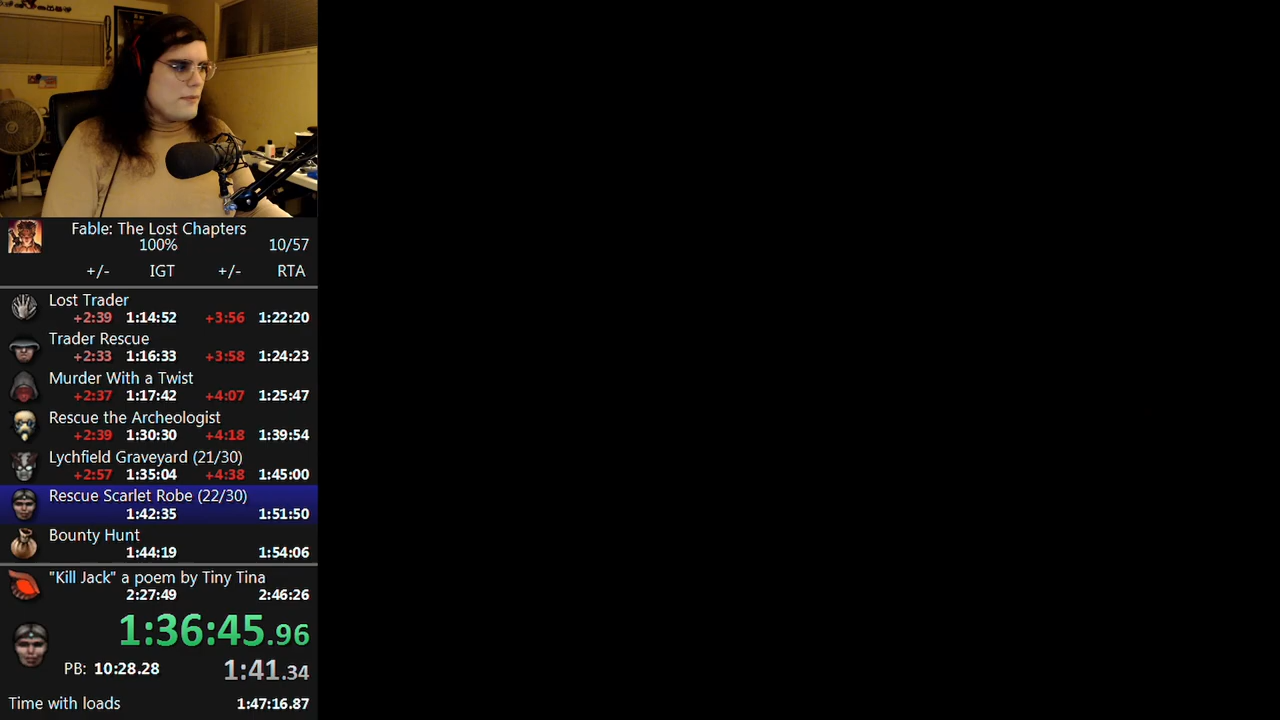 Fable: The Lost Chapters
100% 10/57
+/- IGT +/- RTA
Lost Trader
+2:39 1:14:52 +3:56 1:22:20
Trader Rescue
+2:33 1:16:33 +3:58 1:24:23
Murder With a Twist
+2:37 1:17:42 +4:07 1:25:47
Rescue the Archeologist
+2:39 1:30:30 +4:18 1:39:54
Lychfield Graveyard (21/30)
+2:57 1:35:04 +4:38 1:45:00
Rescue Scarlet Robe (22/30)
1:42:35 1:51:50
Bounty Hunt
1:44:19 1:54:06
"Kill Jack" a poem by Tiny Tina
2:27:49 2:46:26
1:36:45.96
PB: 10:28.28 1:41.34
Time with loads 1:47:16.87